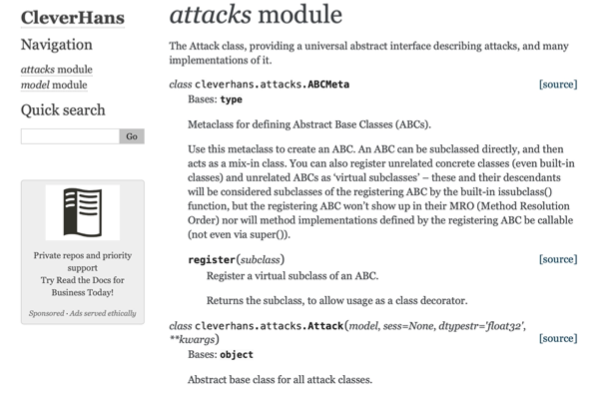 CleverHans
Navigation
attacks module
model module
Quick search
Go
Private repos and priority
support
Try Read the Docs for
Business Today!
Sponsored · Ads served ethically
attacks module
The Attack class, providing a universal abstract interface describing attacks, and many
implementations of it.
class cleverhans.attacks.ABCMeta [source]
Bases: type
Metaclass for defining Abstract Base Classes (ABCs).
Use this metaclass to create an ABC. An ABC can be subclassed directly, and then
acts as a mix-in class. You can also register unrelated concrete classes (even built-in
classes) and unrelated ABCs as ‘virtual subclasses’ – these and their descendants
will be considered subclasses of the registering ABC by the built-in issubclass()
function, but the registering ABC won’t show up in their MRO (Method Resolution
Order) nor will method implementations defined by the registering ABC be callable
(not even via super()).
register(subclass) [source]
Register a virtual subclass of an ABC.
Returns the subclass, to allow usage as a class decorator.
class cleverhans.attacks.Attack(model, sess=None, dtypestr='float32',
**kwargs) [source]
Bases: object
Abstract base class for all attack classes.